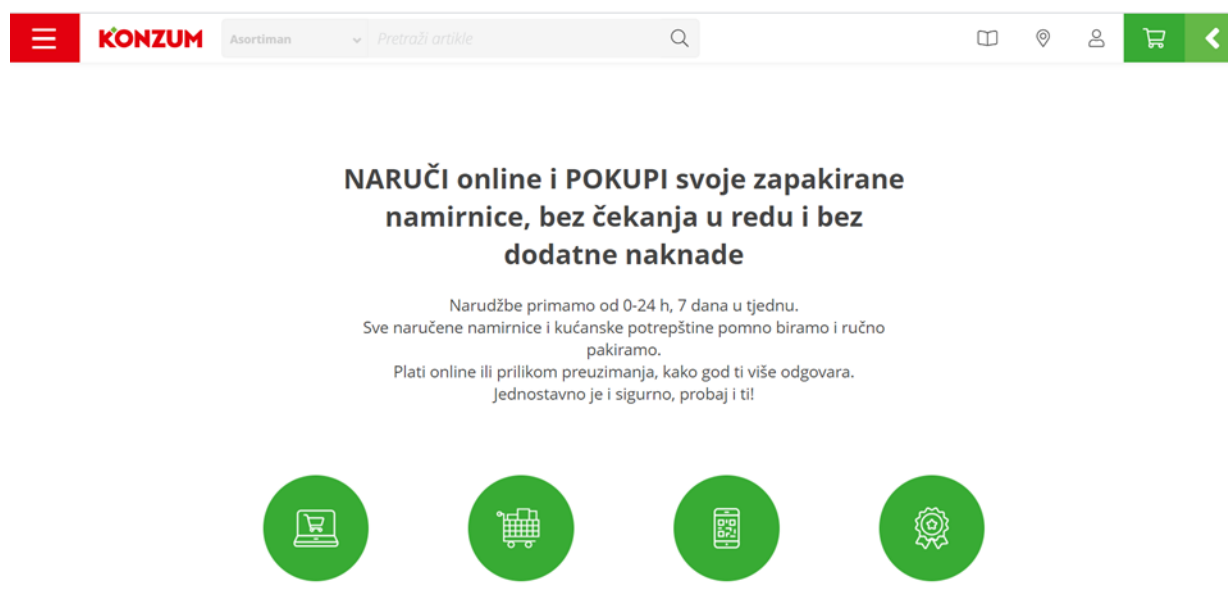 KONZUM
Asortiman
Pretraži artikle
NARUČI online i POKUPI svoje zapakirane
namirnice, bez čekanja u redu i bez
dodatne naknade
Narudžbe primamo od 0-24 h, 7 dana u tjednu.
Sve naručene namirnice i kućanske potrepštine pomno biramo i ručno
pakiramo.
Plati online ili prilikom preuzimanja, kako god ti više odgovara.
Jednostavno je i sigurno, probaj i ti!